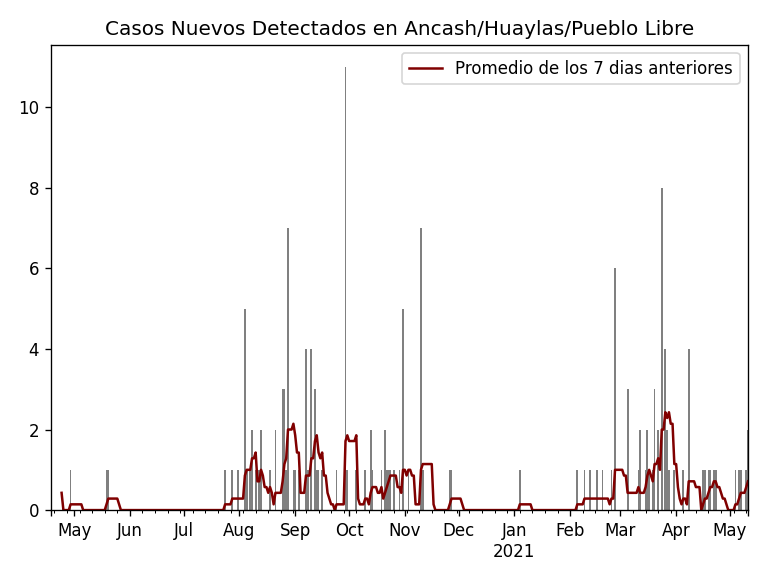 Casos Nuevos Detectados en Ancash/Huaylas/Pueblo Libre
Promedio de los 7 dias anteriores
10
8
6
4
2
0
May Jun Jul Aug Sep Oct Nov Dec Jan Feb Mar Apr May
2021